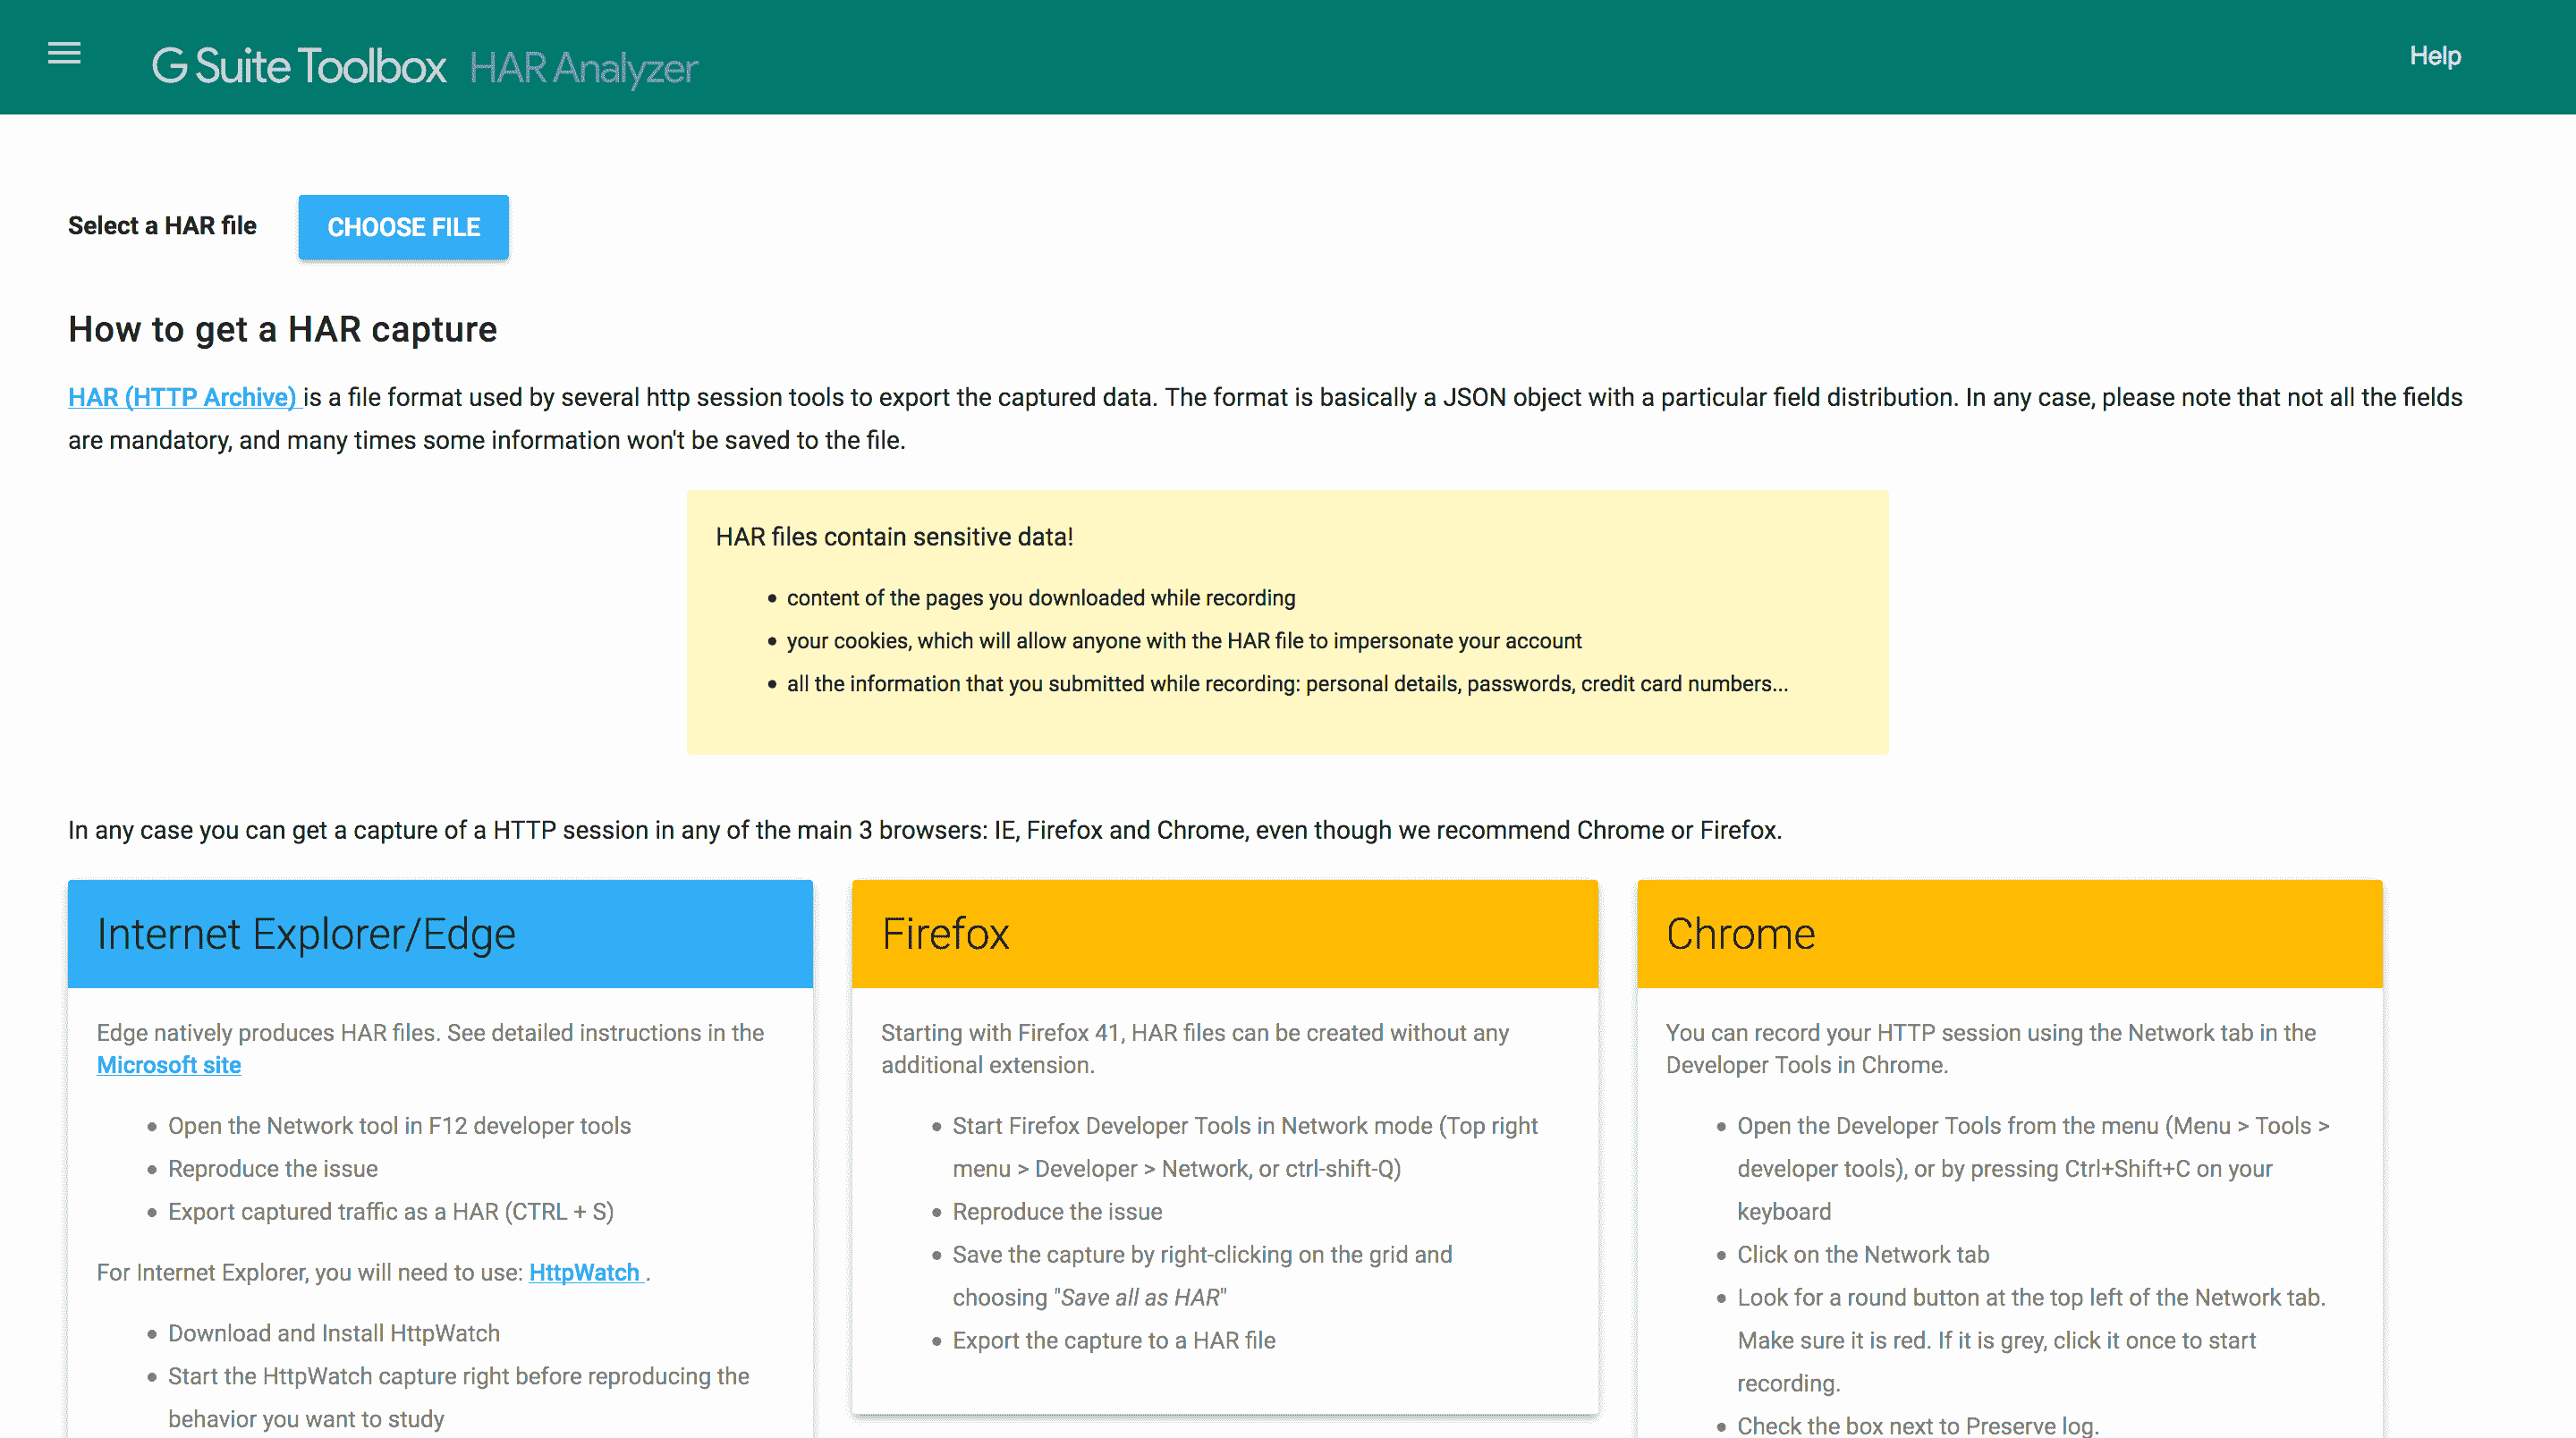 G Suite Toolbox HAR Analyzer
Help
Select a HAR file
CHOOSE FILE
How to get a HAR capture
HAR (HTTP Archive) is a file format used by several http session tools to export the captured data. The format is basically a JSON object with a particular field distribution. In any case, please note that not all the fields
are mandatory, and many times some information won't be saved to the file.
HAR files contain sensitive data!
• content of the pages you downloaded while recording
• your cookies, which will allow anyone with the HAR file to impersonate your account
• all the information that you submitted while recording: personal details, passwords, credit card numbers...
In any case you can get a capture of a HTTP session in any of the main 3 browsers: IE, Firefox and Chrome, even though we recommend Chrome or Firefox.
Internet Explorer/Edge
Edge natively produces HAR files. See detailed instructions in the
Microsoft site
• Open the Network tool in F12 developer tools
• Reproduce the issue
• Export captured traffic as a HAR (CTRL + S)
For Internet Explorer, you will need to use: HttpWatch .
• Download and Install HttpWatch
• Start the HttpWatch capture right before reproducing the
behavior you want to study
Firefox
Starting with Firefox 41, HAR files can be created without any
additional extension.
• Start Firefox Developer Tools in Network mode (Top right
menu > Developer > Network, or ctrl-shift-Q)
• Reproduce the issue
• Save the capture by right-clicking on the grid and
choosing "Save all as HAR"
• Export the capture to a HAR file
Chrome
You can record your HTTP session using the Network tab in the
Developer Tools in Chrome.
• Open the Developer Tools from the menu (Menu > Tools >
developer tools), or by pressing Ctrl+Shift+C on your
keyboard
• Click on the Network tab
• Look for a round button at the top left of the Network tab.
Make sure it is red. If it is grey, click it once to start
recording.
• Check the box next to Preserve log.